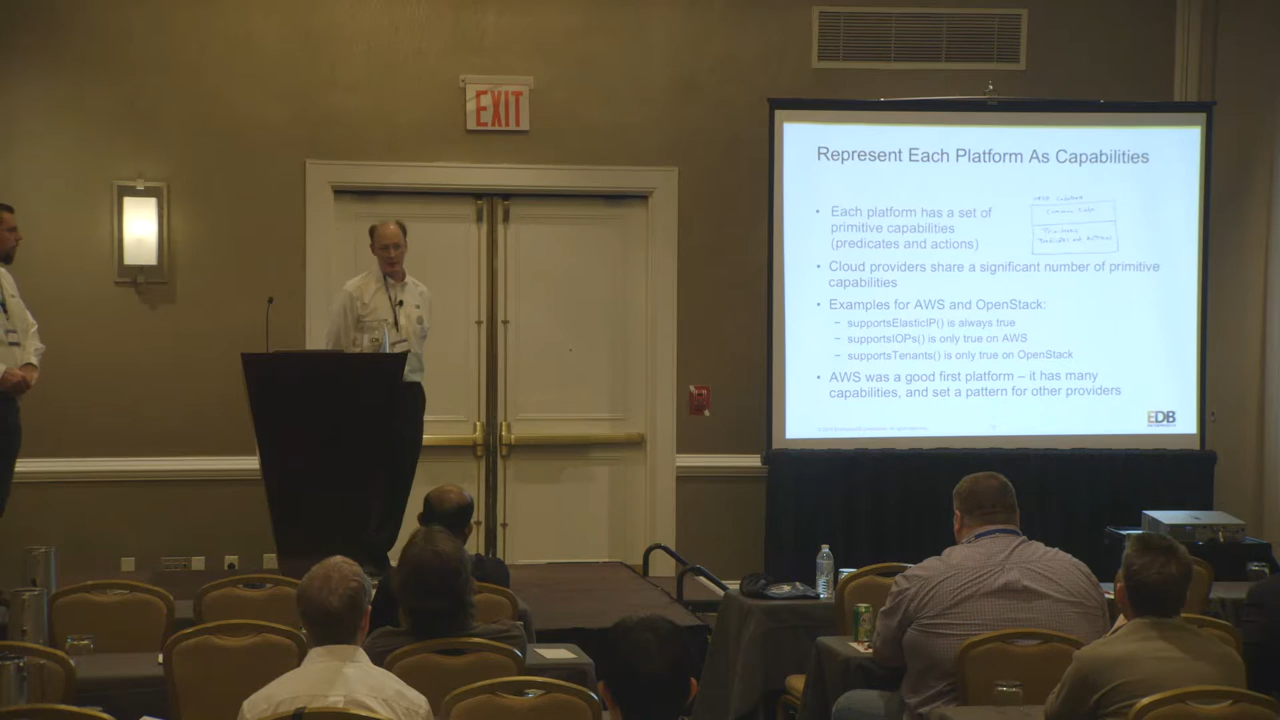 EXIT
Represent Each Platform As Capabilities
• Each platform has a set of
primitive capabilities
(predicates and actions)
Common Code
• Cloud providers share a significant number of primitive
capabilities
• Examples for AWS and OpenStack:
– supportsElasticIP() is always true
– supportsIOPs() is only true on AWS
– supportsTenants() is only true on OpenStack
• AWS was a good first platform – it has many
capabilities, and set a pattern for other providers
EDB